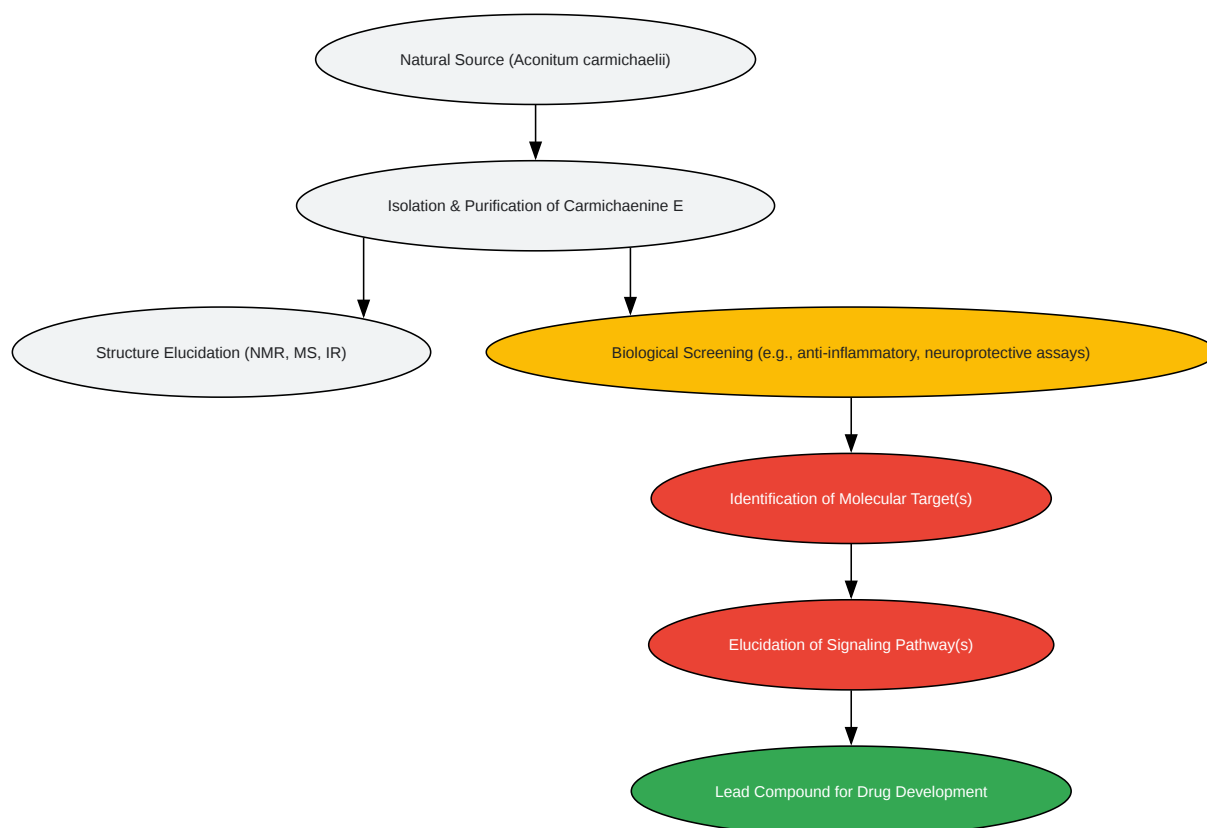 Natural Source (Aconitum carmichaelii)
Isolation & Purification of Carmichaenine E
Structure Elucidation (NMR, MS, IR)
Biological Screening (e.g., anti-inflammatory, neuroprotective assays)
Identification of Molecular Target(s)
Elucidation of Signaling Pathway(s)
Lead Compound for Drug Development